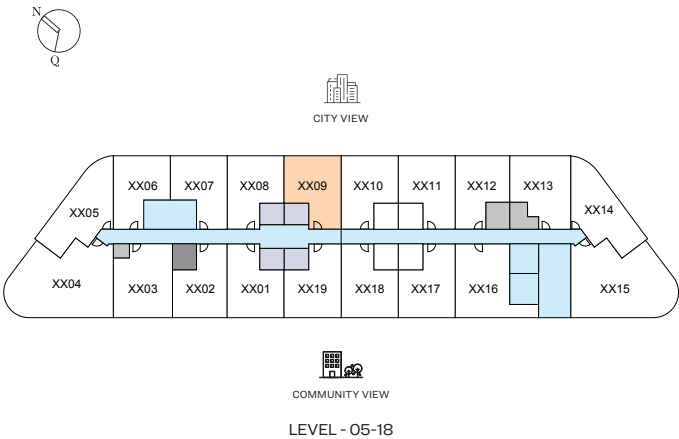 N
Q
CITY VIEW
XX06 XX07 XX08 XX09 XX10 XX11 XX12 XX13
XX05 XX14
XX04 XX03 XX02 XX01 XX19 XX18 XX17 XX16 XX15
COMMUNITY VIEW
LEVEL - 05-18